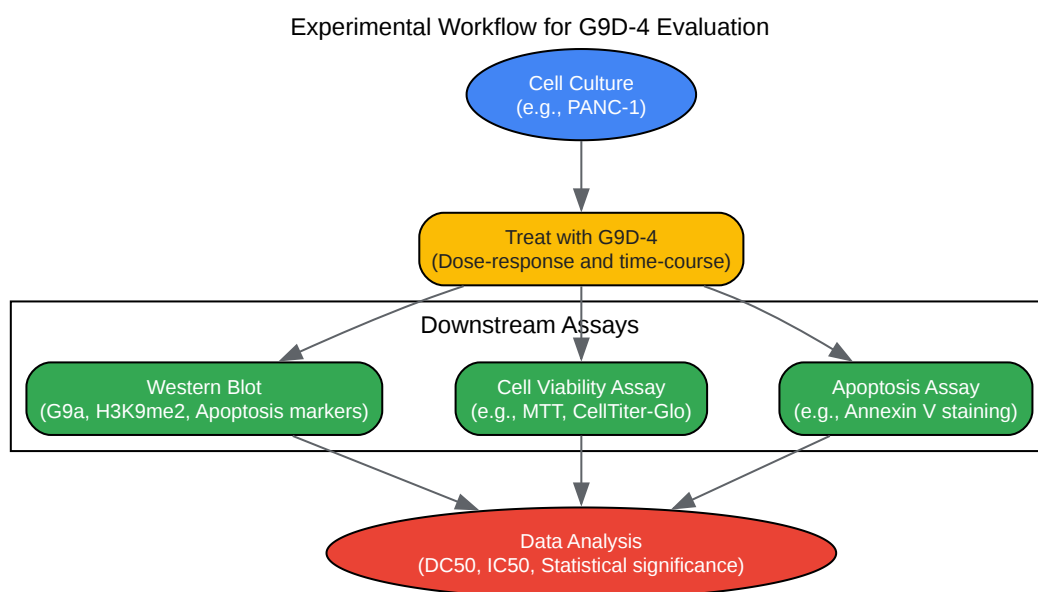 Experimental Workflow for G9D-4 Evaluation
Cell Culture
(e.g., PANC-1)
Treat with G9D-4
(Dose-response and time-course)
Downstream Assays
Western Blot
(G9a, H3K9me2, Apoptosis markers)
Cell Viability Assay
(e.g., MTT, CellTiter-Glo)
Apoptosis Assay
(e.g., Annexin V staining)
Data Analysis
(DC50, IC50, Statistical significance)